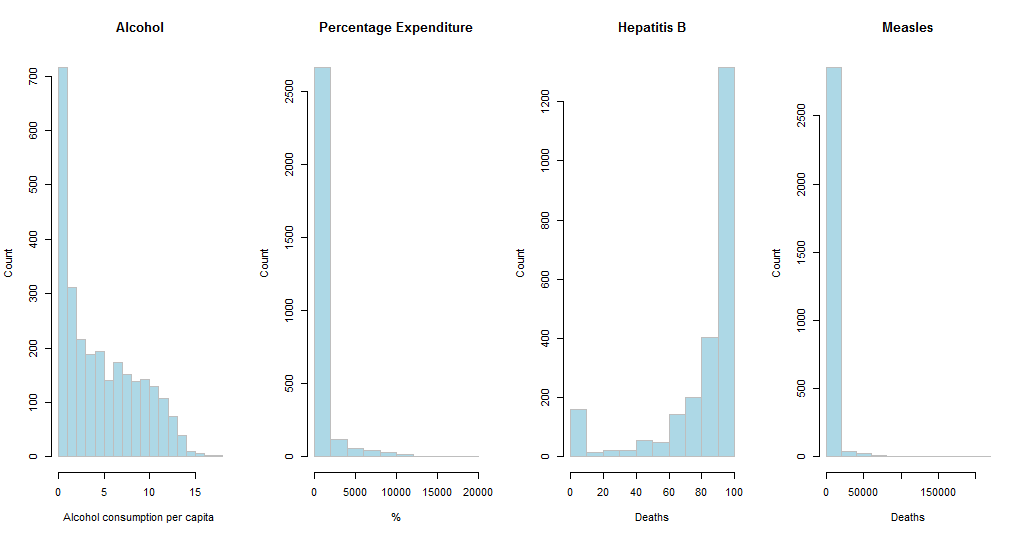 Alcohol
Percentage Expenditure
Hepatitis B
Measles
700
600
500
400
300
200
100
0
Count
0 5 10 15
Alcohol consumption per capita
2500
2000
1500
1000
500
0
Count
0 5000 10000 15000 20000
%
1200
1000
800
600
400
200
0
Count
0 20 40 60 80 100
Deaths
2500
2000
1500
1000
500
0
Count
0 50000 150000
Deaths